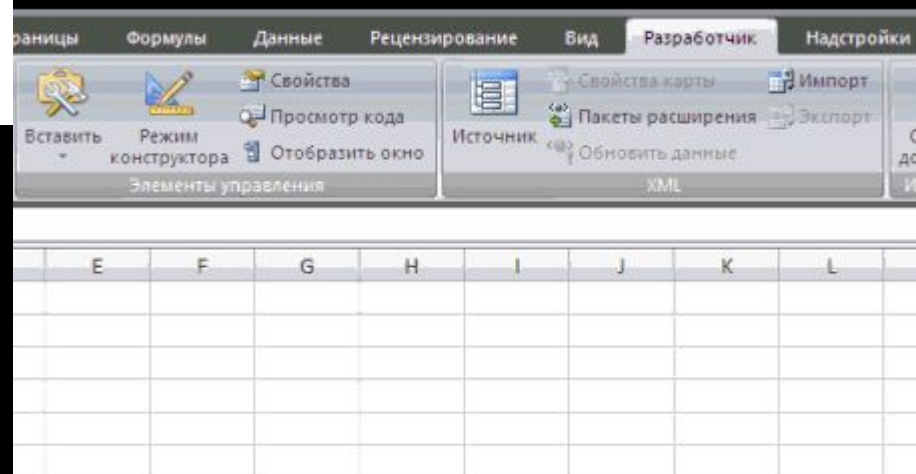 раницы Формулы Данные Рецензирование Вид Разработчик Надстройки
Вставить
Режим конструктора
Свойства
Просмотр кода
Отобразить окно
Элементы управления
Источник
Свойства карты
Пакеты расширения
Обновить данные
Импорт
Экспорт
XML
E F G H I J K L